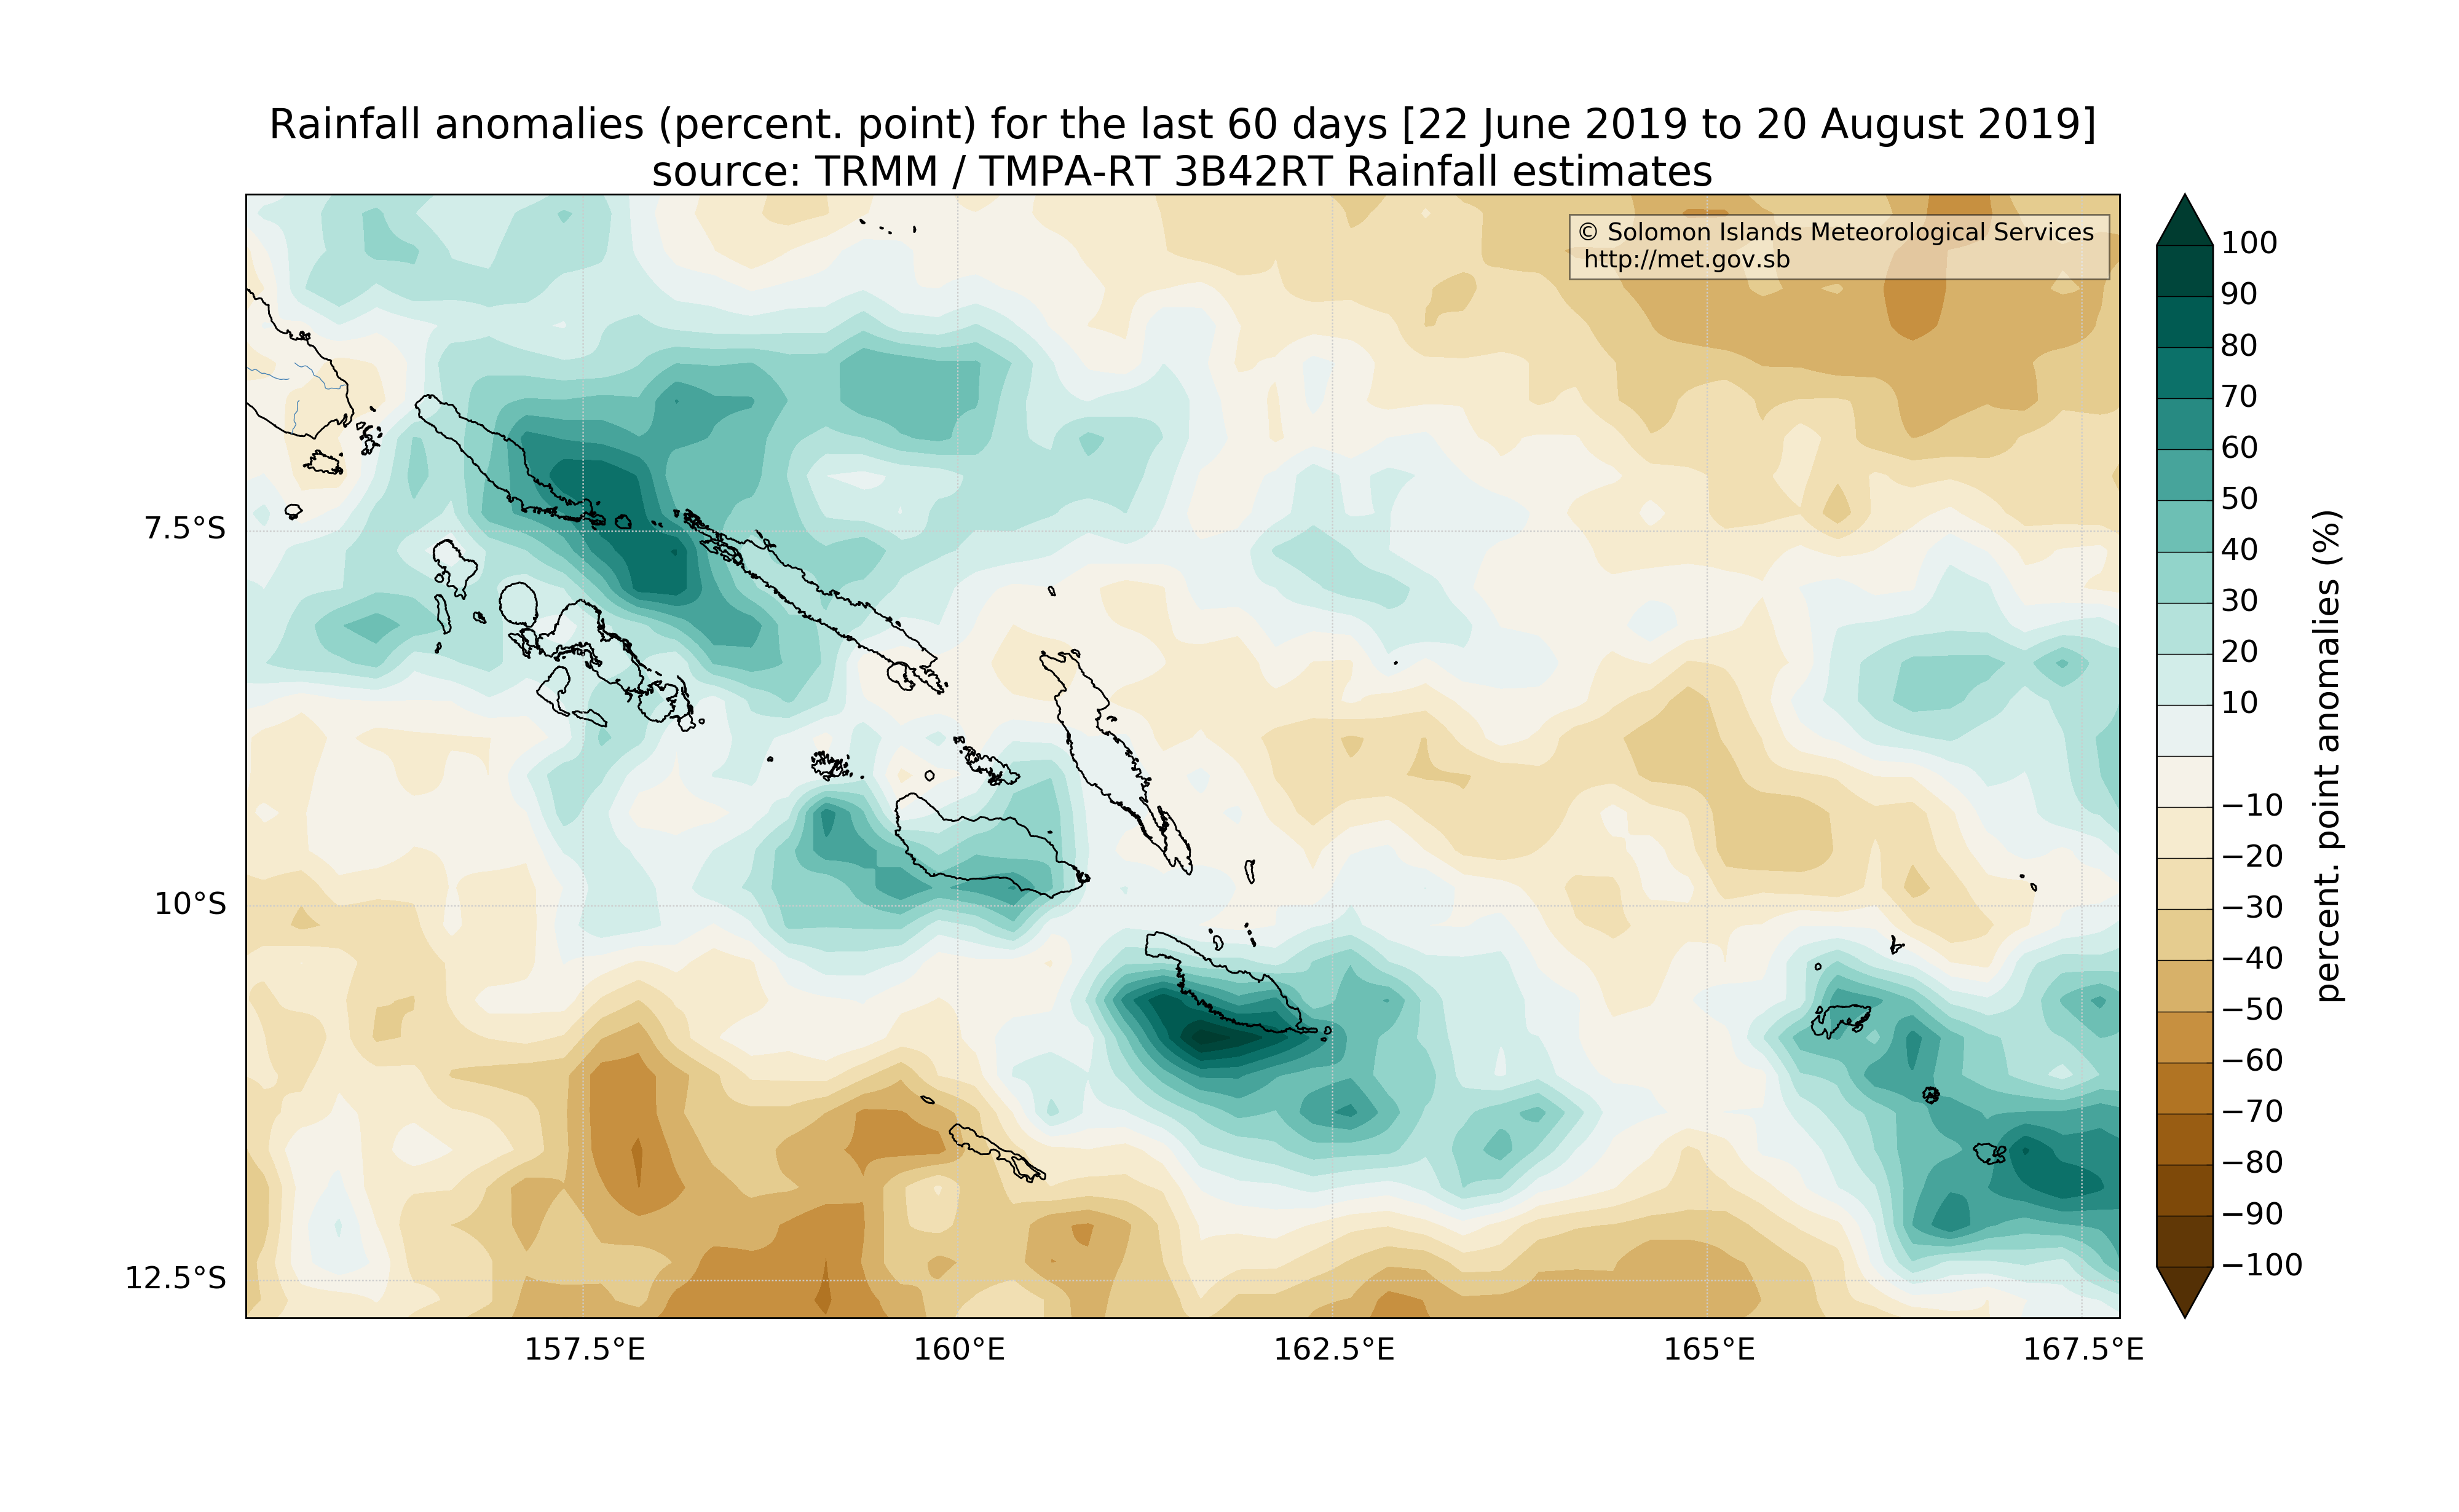 Rainfall anomalies (percent. point) for the last 60 days [22 June 2019 to 20 August 2019]
source: TRMM / TMPA-RT 3B42RT Rainfall estimates
© Solomon Islands Meteorological Services
http://met.gov.sb
7.5°S
10°S
12.5°S
157.5°E
160°E
162.5°E
165°E
167.5°E
100
90
80
70
60
50
40
30
20
10
−10
−20
−30
−40
−50
−60
−70
−80
−90
−100
percent. point anomalies (%)